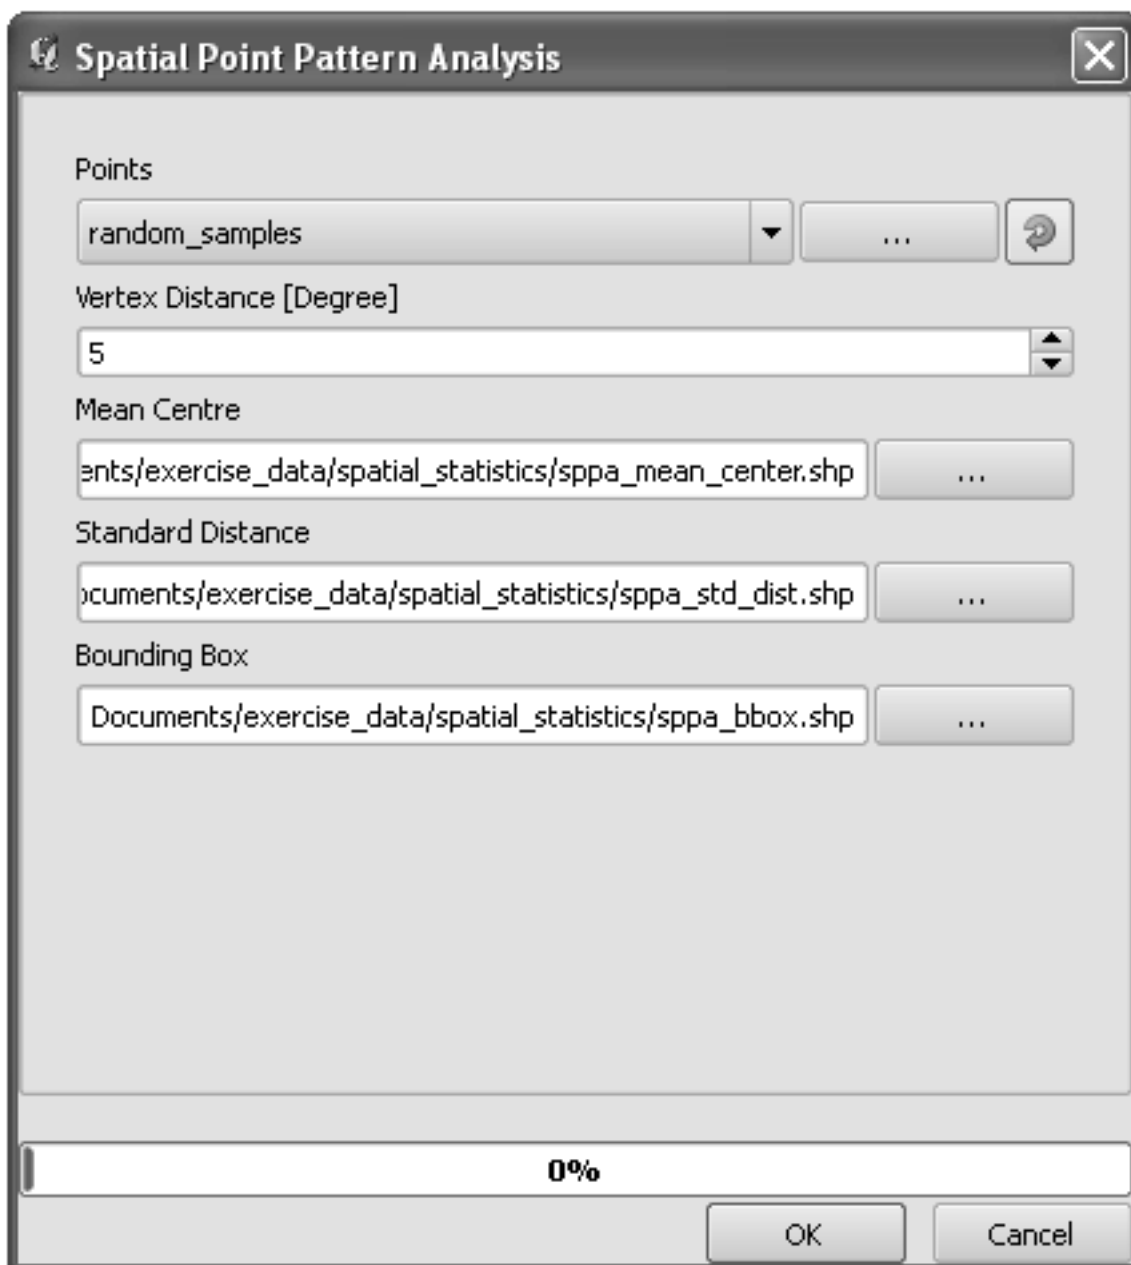 Spatial Point Pattern Analysis
Points
random_samples
...
Vertex Distance [Degree]
5
Mean Centre
ents/exercise_data/spatial_statistics/sppa_mean_center.shp
...
Standard Distance
ocuments/exercise_data/spatial_statistics/sppa_std_dist.shp
...
Bounding Box
Documents/exercise_data/spatial_statistics/sppa_bbox.shp
...
0%
OK
Cancel